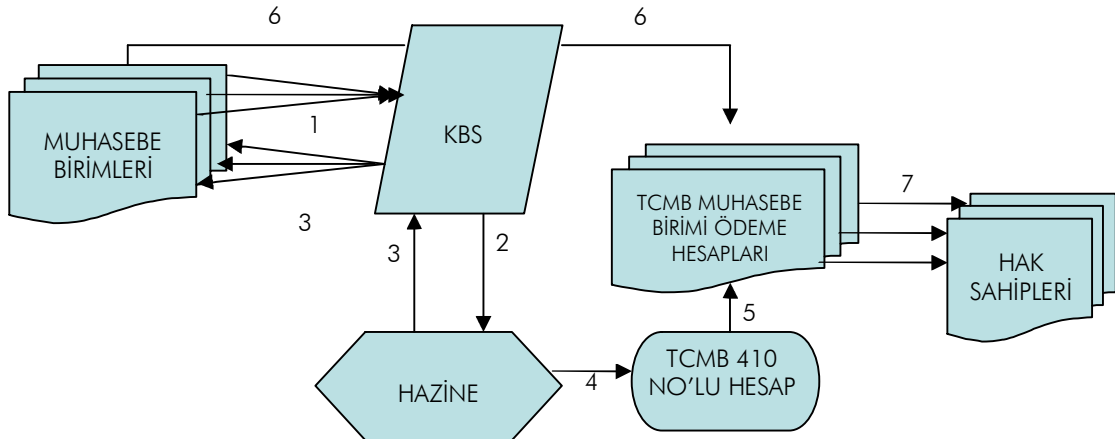 6
6
KBS
1
MUHASEBE
BİRİMLERİ
3
3
2
TCMB MUHASEBE
BİRİMİ ÖDEME
HESAPLARI
7
HAK
SAHİPLERİ
5
HAZİNE
4
TCMB 410
NO'LU HESAP